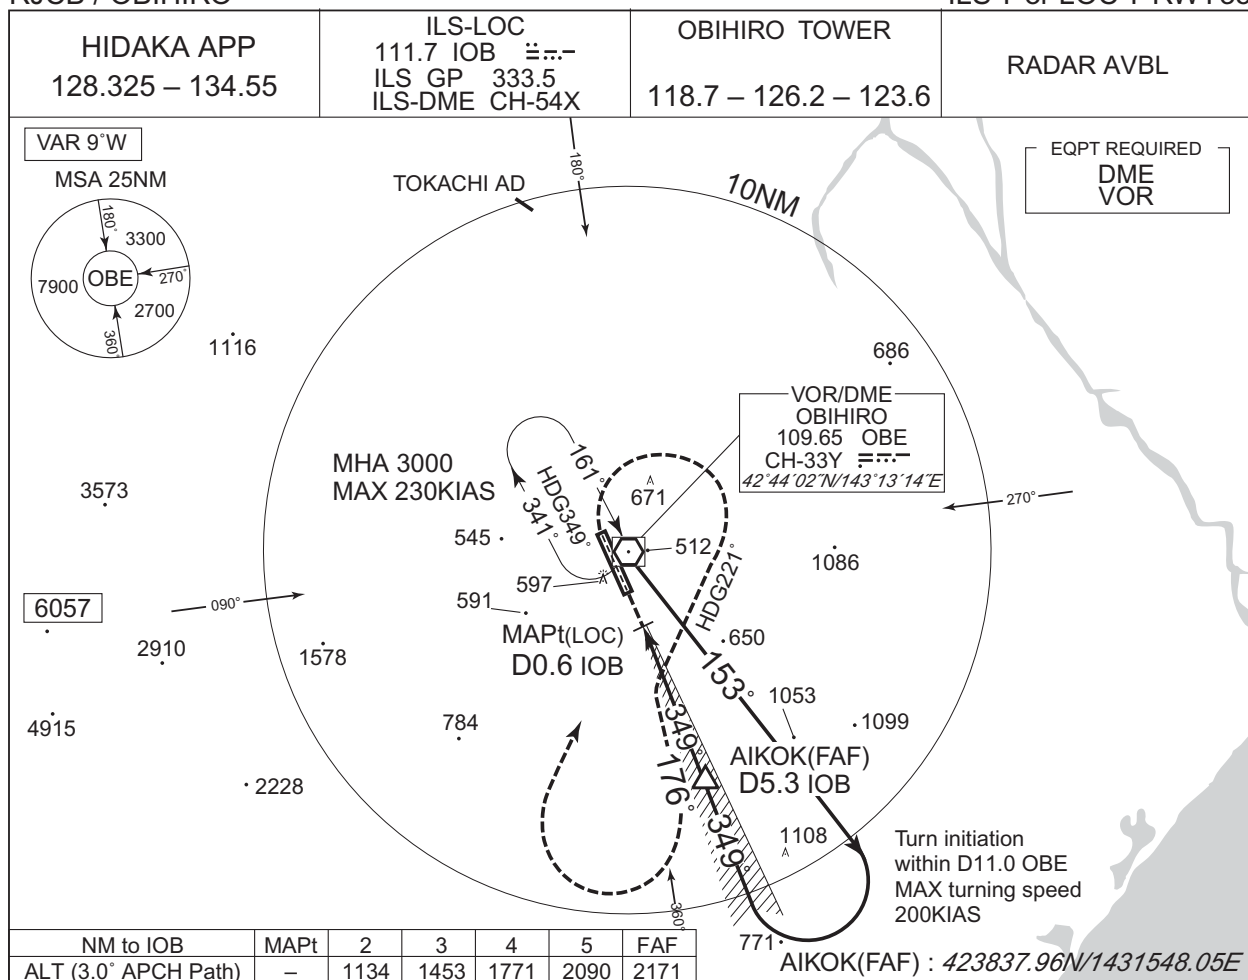 HIDAKA APP
128.325 – 134.55
ILS-LOC
111.7 IOB
ILS GP 333.5
ILS-DME CH-54X
OBIHIRO TOWER
118.7 – 126.2 – 123.6
RADAR AVBL
VAR 9°W
MSA 25NM
180°
3300
OBE
270°
7900
2700
360°
180°
TOKACHI AD
10NM
EQPT REQUIRED
DME
VOR
1116
686
VOR/DME
OBIHIRO
109.65 OBE
CH-33Y
42°44'02"N/143°13'14"E
MHA 3000
MAX 230KIAS
161°
HDG349°
341°
671
3573
270°
545
512
1086
597
HDG221°
090°
6057
591
MAPt(LOC)
D0.6 IOB
650
2910
1578
153°
1053
4915
784
349°
176°
1099
AIKOK(FAF)
D5.3 IOB
2228
349°
1108
Turn initiation
within D11.0 OBE
MAX turning speed
200KIAS
360°
771
AIKOK(FAF) : 423837.96N/1431548.05E
NM to IOB MAPt 2 3 4 5 FAF
ALT (3.0° APCH Path) – 1134 1453 1771 2090 2171